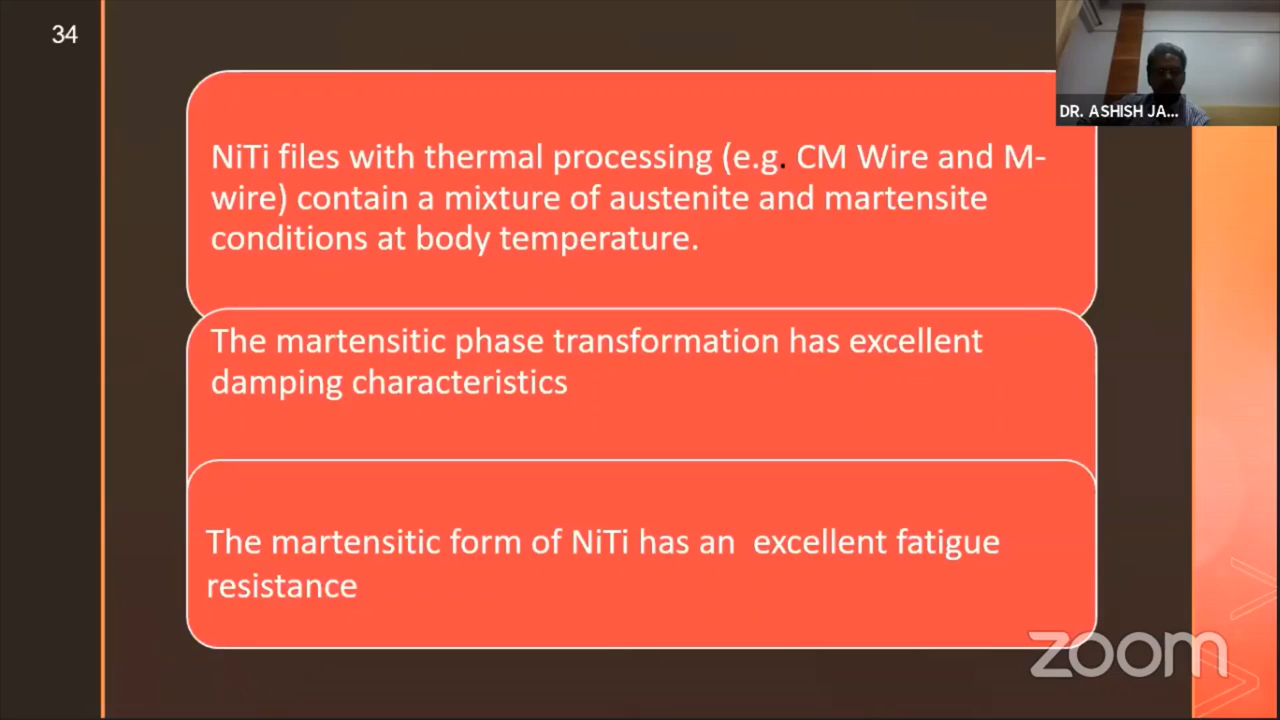 34
DR. ASHISH JA...
NiTi files with thermal processing (e.g. CM Wire and M-
wire) contain a mixture of austenite and martensite
conditions at body temperature.
The martensitic phase transformation has excellent
damping characteristics
The martensitic form of NiTi has an  excellent fatigue
resistance
zoom